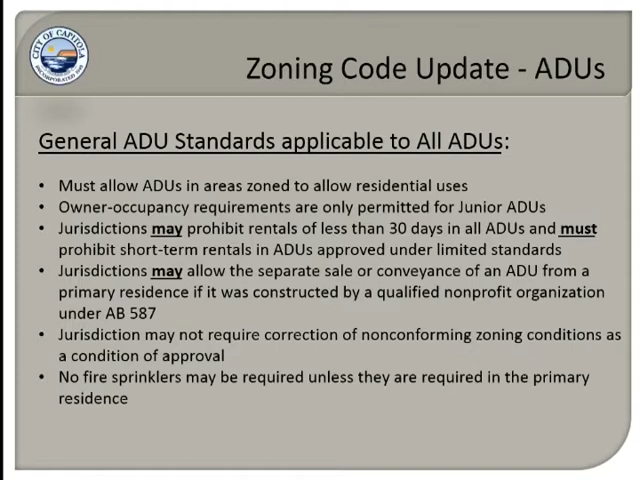 CITY OF CAPITOLA
INCORPORATED 1949
Zoning Code Update - ADUs
General ADU Standards applicable to All ADUs:
• Must allow ADUs in areas zoned to allow residential uses
• Owner-occupancy requirements are only permitted for Junior ADUs
• Jurisdictions may prohibit rentals of less than 30 days in all ADUs and must
prohibit short-term rentals in ADUs approved under limited standards
• Jurisdictions may allow the separate sale or conveyance of an ADU from a
primary residence if it was constructed by a qualified nonprofit organization
under AB 587
• Jurisdiction may not require correction of nonconforming zoning conditions as
a condition of approval
• No fire sprinklers may be required unless they are required in the primary
residence